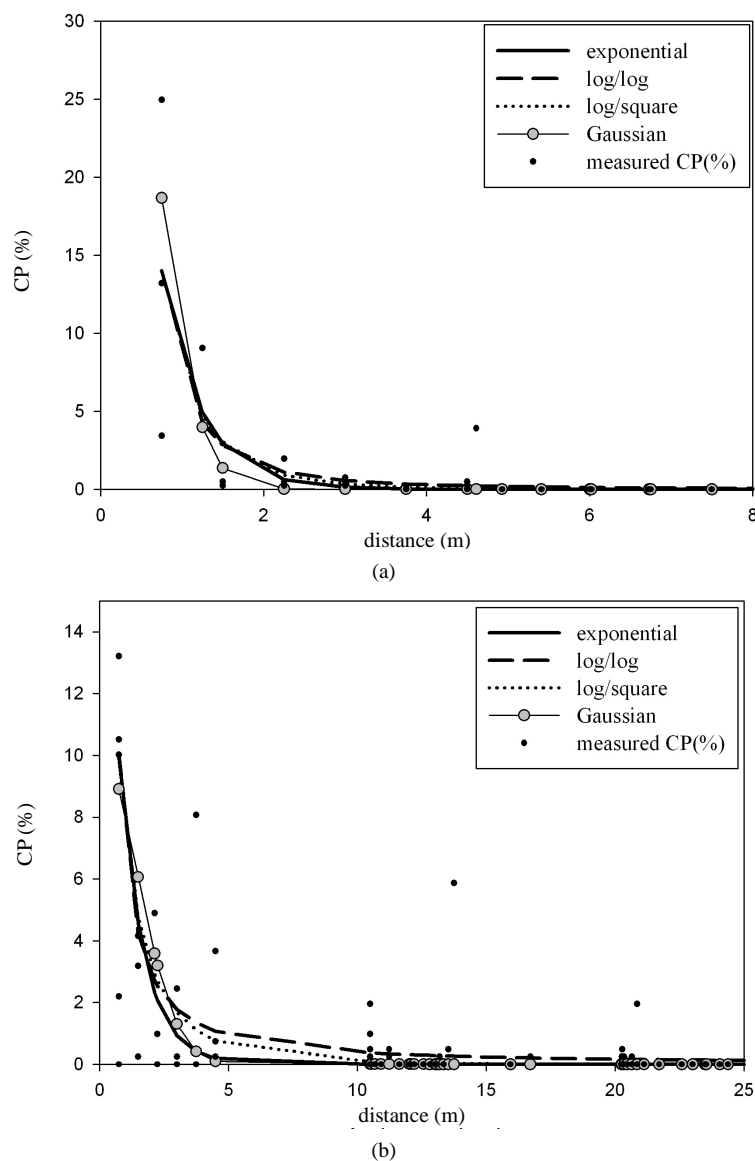 30
25
20
15
10
5
0
CP (%)
exponential
log/log
log/square
Gaussian
measured CP(%)
0 2 4 6 8
distance (m)
(a)
14
12
10
8
6
4
2
0
CP (%)
exponential
log/log
log/square
Gaussian
measured CP(%)
0 5 10 15 20 25
distance (m)
(b)